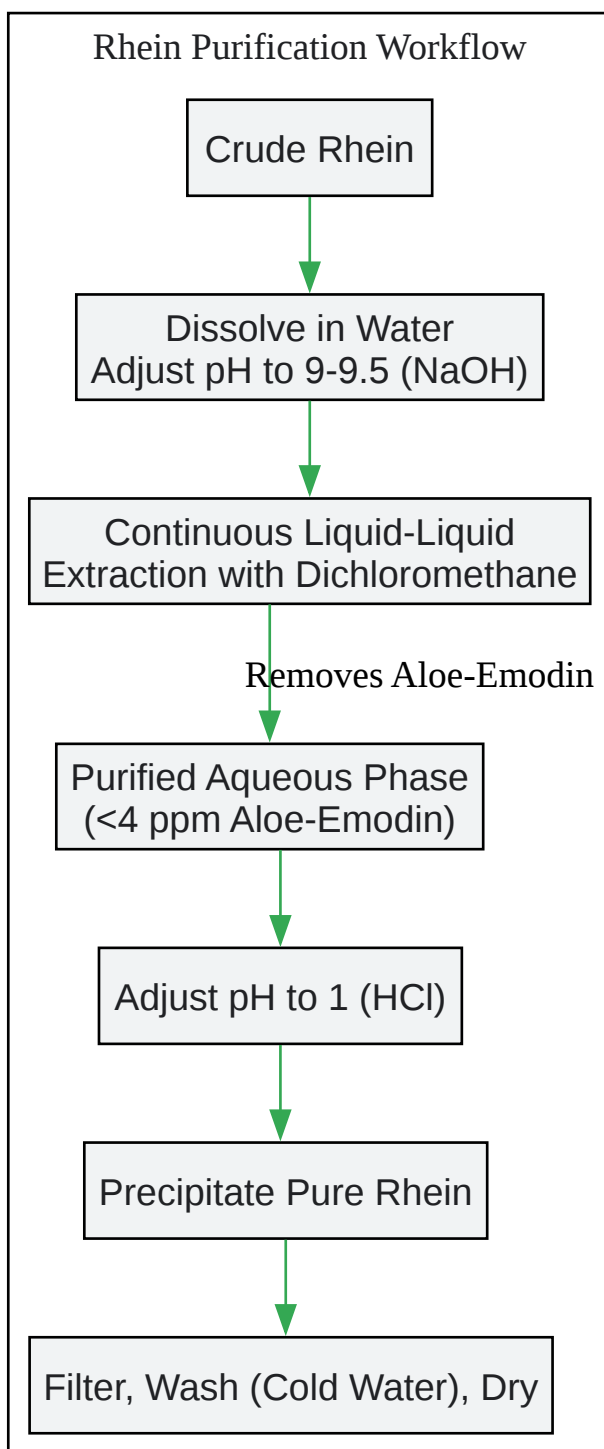 Rhein Purification Workflow
Crude Rhein
Dissolve in Water
Adjust pH to 9-9.5 (NaOH)
Continuous Liquid-Liquid
Extraction with Dichloromethane
Removes Aloe-Emodin
Purified Aqueous Phase
(<4 ppm Aloe-Emodin)
Adjust pH to 1 (HCl)
Precipitate Pure Rhein
Filter, Wash (Cold Water), Dry